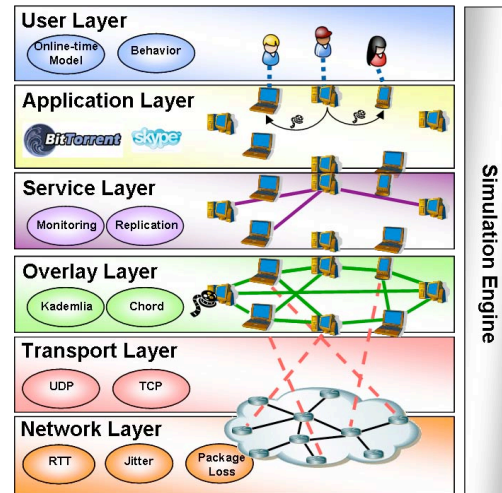 User Layer
Online-time
Model
Behavior
Application Layer
BitTorrent
skype
Service Layer
Monitoring
Replication
Overlay Layer
Kademlia
Chord
Transport Layer
UDP
TCP
Network Layer
RTT
Jitter
Package
Loss
Simulation Engine